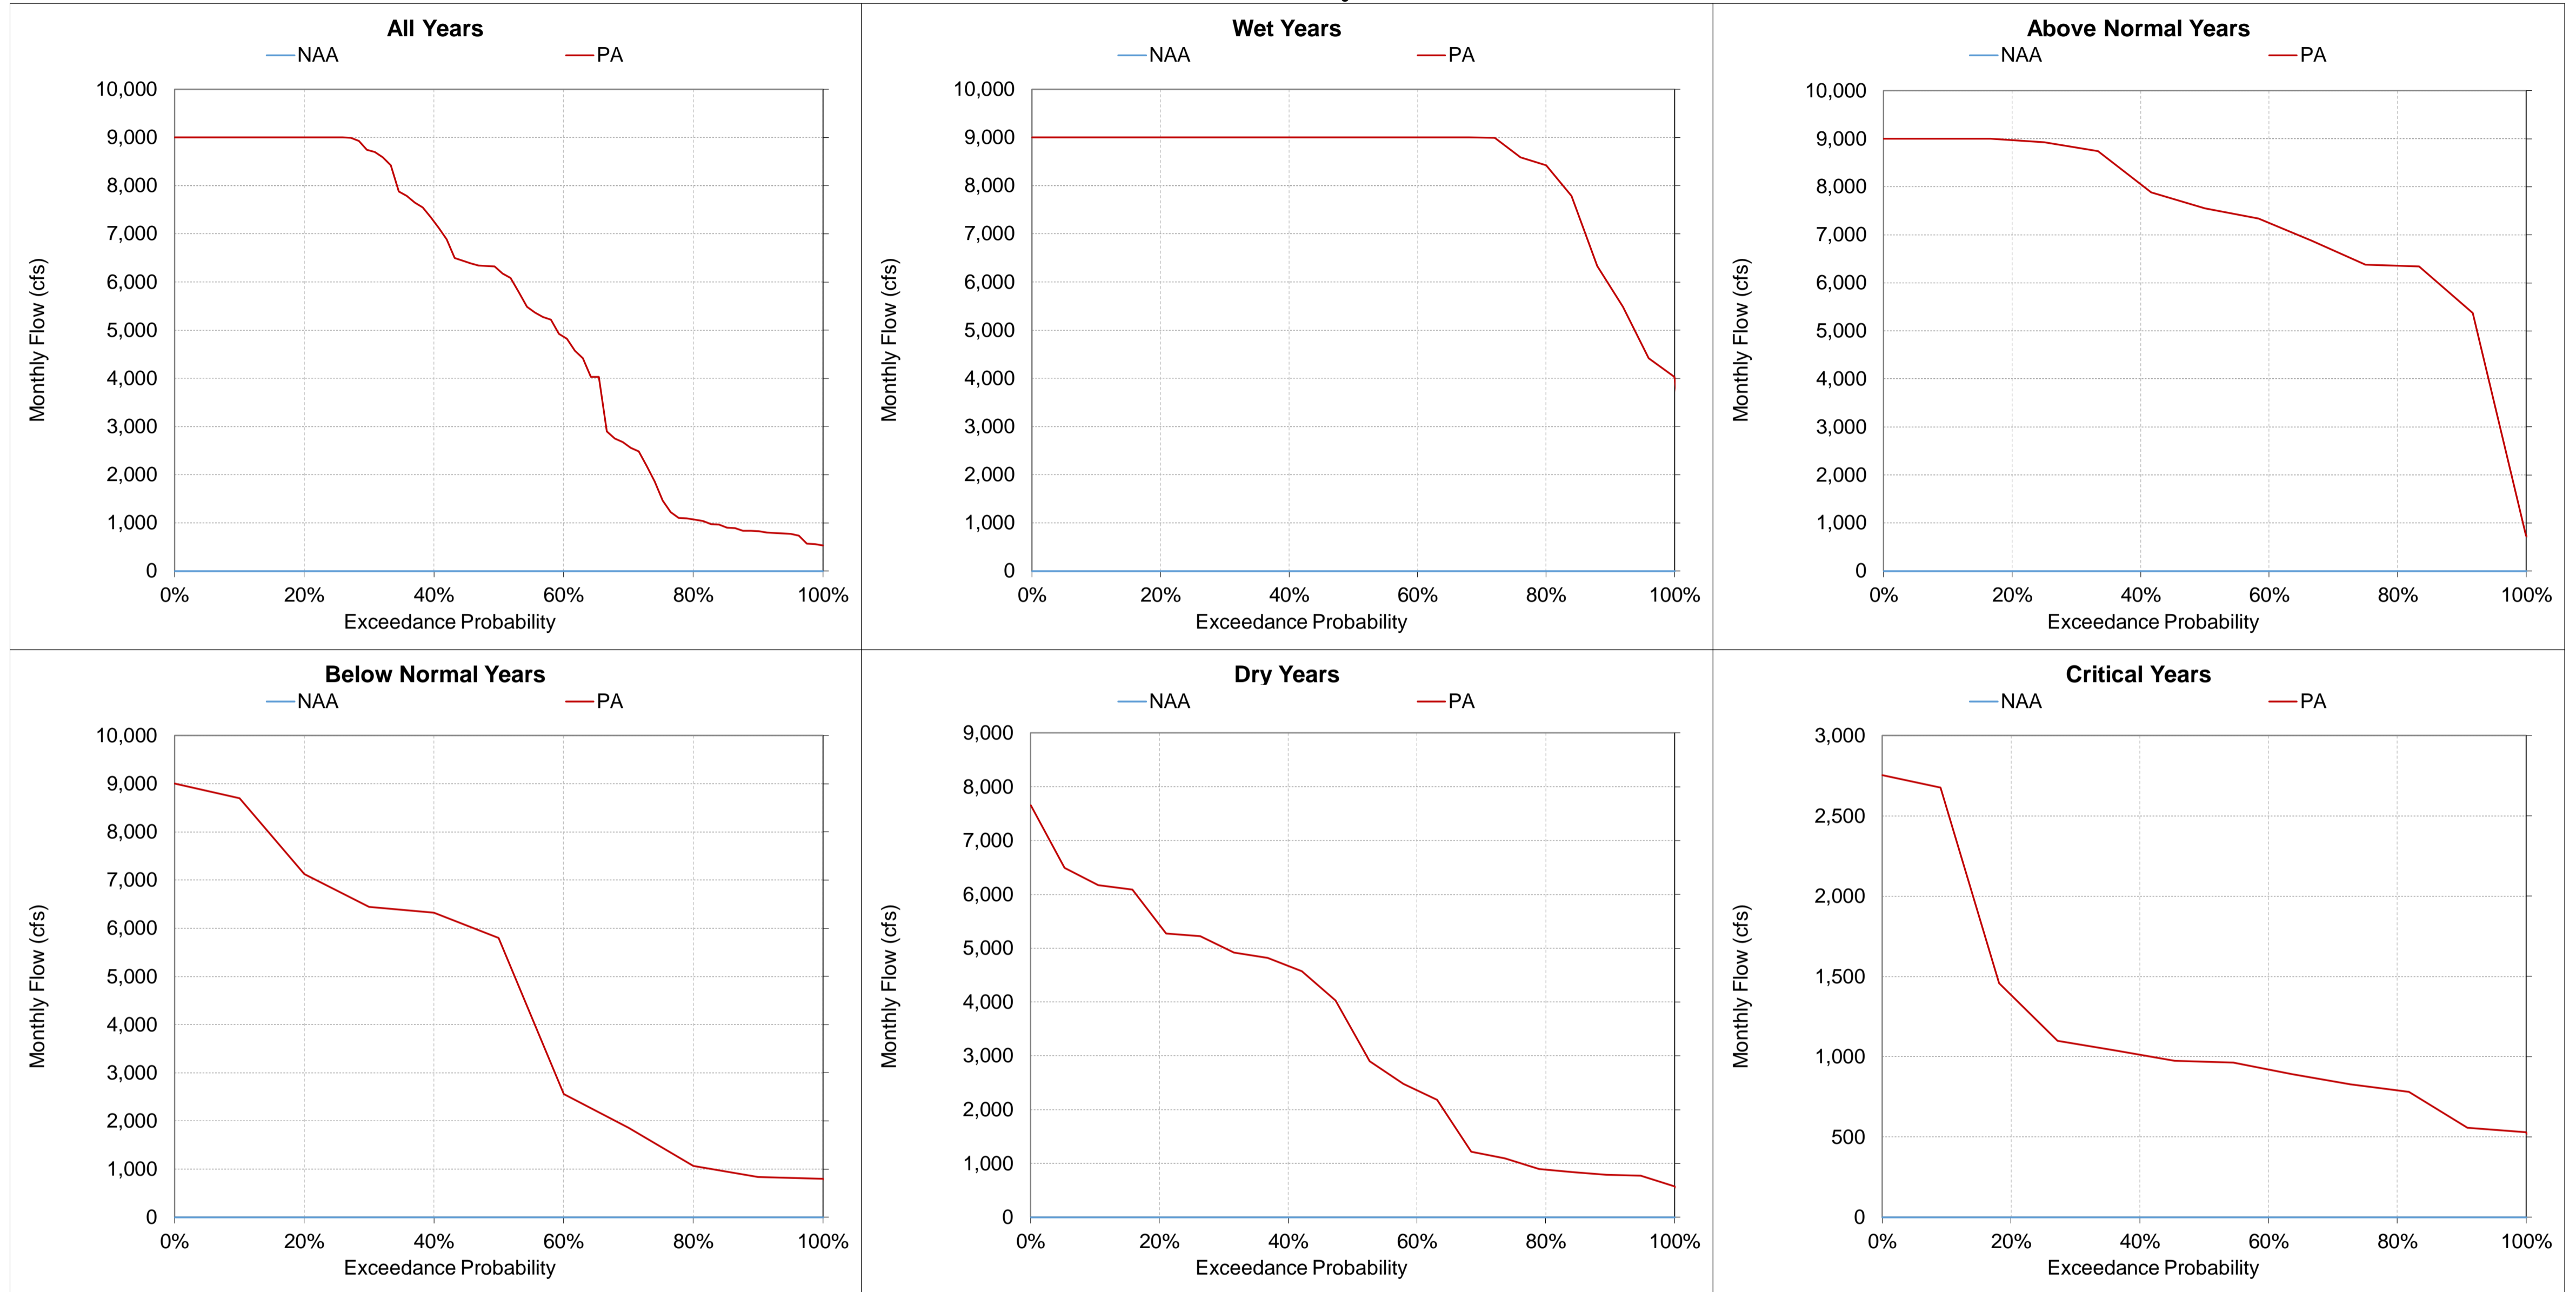 All Years
NAA PA
10,000
9,000
8,000
7,000
6,000
5,000
4,000
3,000
2,000
1,000
0
Monthly Flow (cfs)
0% 20% 40% 60% 80% 100%
Exceedance Probability
Wet Years
NAA PA
10,000
9,000
8,000
7,000
6,000
5,000
4,000
3,000
2,000
1,000
0
Monthly Flow (cfs)
0% 20% 40% 60% 80% 100%
Exceedance Probability
Above Normal Years
NAA PA
10,000
9,000
8,000
7,000
6,000
5,000
4,000
3,000
2,000
1,000
0
Monthly Flow (cfs)
0% 20% 40% 60% 80% 100%
Exceedance Probability
Below Normal Years
NAA PA
10,000
9,000
8,000
7,000
6,000
5,000
4,000
3,000
2,000
1,000
0
Monthly Flow (cfs)
0% 20% 40% 60% 80% 100%
Exceedance Probability
Dry Years
NAA PA
9,000
8,000
7,000
6,000
5,000
4,000
3,000
2,000
1,000
0
Monthly Flow (cfs)
0% 20% 40% 60% 80% 100%
Exceedance Probability
Critical Years
NAA PA
3,000
2,500
2,000
1,500
1,000
500
0
Monthly Flow (cfs)
0% 20% 40% 60% 80% 100%
Exceedance Probability